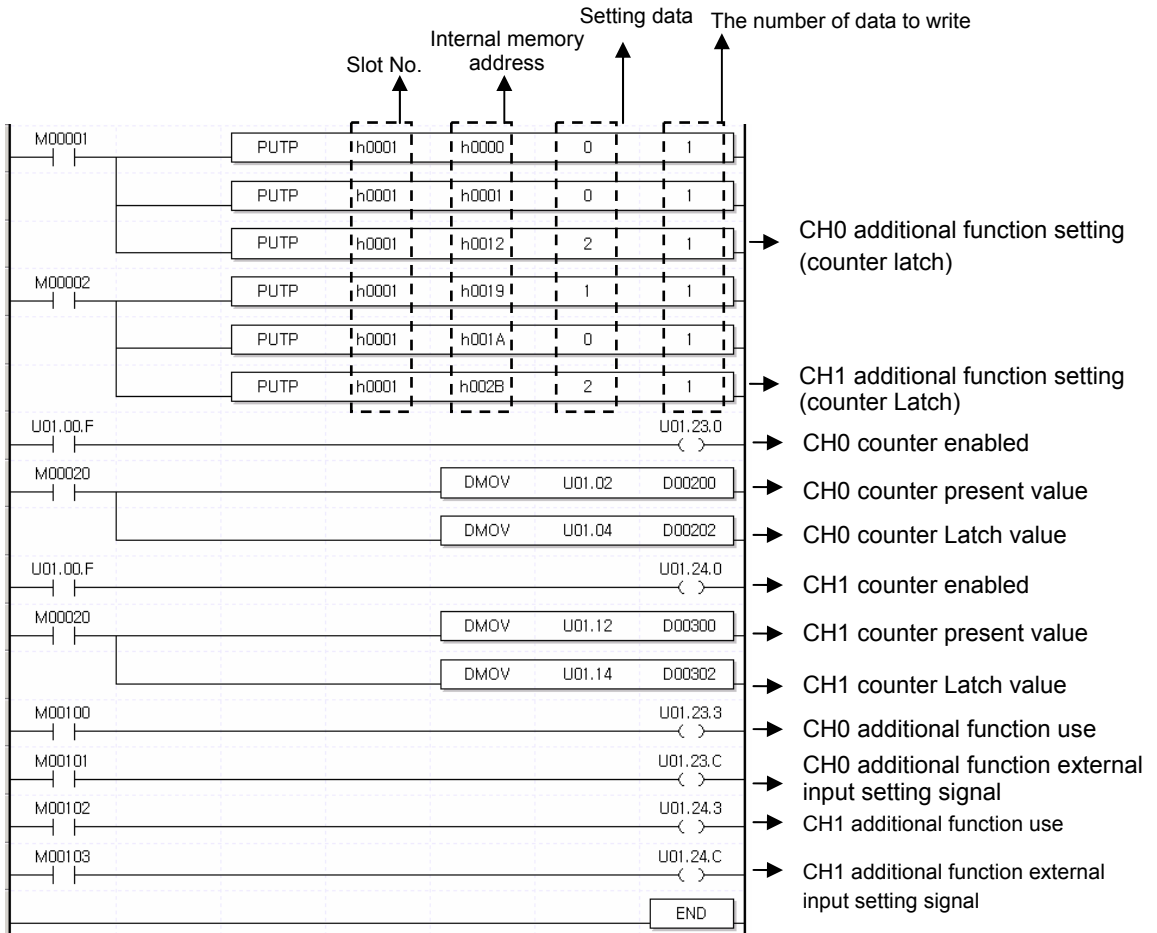 Setting data
The number of data to write
Internal memory
address
Slot No.
M00001
PUTP h0001 h0000 0 1
PUTP h0001 h0001 0 1
PUTP h0001 h0012 2 1
CH0 additional function setting
(counter latch)
M00002
PUTP h0001 h0019 1 1
PUTP h0001 h001A 0 1
PUTP h0001 h002B 2 1
CH1 additional function setting
(counter Latch)
U01.00.F U01.23.0
CH0 counter enabled
M00020
DMOV U01.02 D00200
CH0 counter present value
DMOV U01.04 D00202
CH0 counter Latch value
U01.00.F U01.24.0
CH1 counter enabled
M00020
DMOV U01.12 D00300
CH1 counter present value
DMOV U01.14 D00302
CH1 counter Latch value
M00100 U01.23.3
CH0 additional function use
M00101 U01.23.C
CH0 additional function external
input setting signal
M00102 U01.24.3
CH1 additional function use
M00103 U01.24.C
CH1 additional function external
input setting signal
END